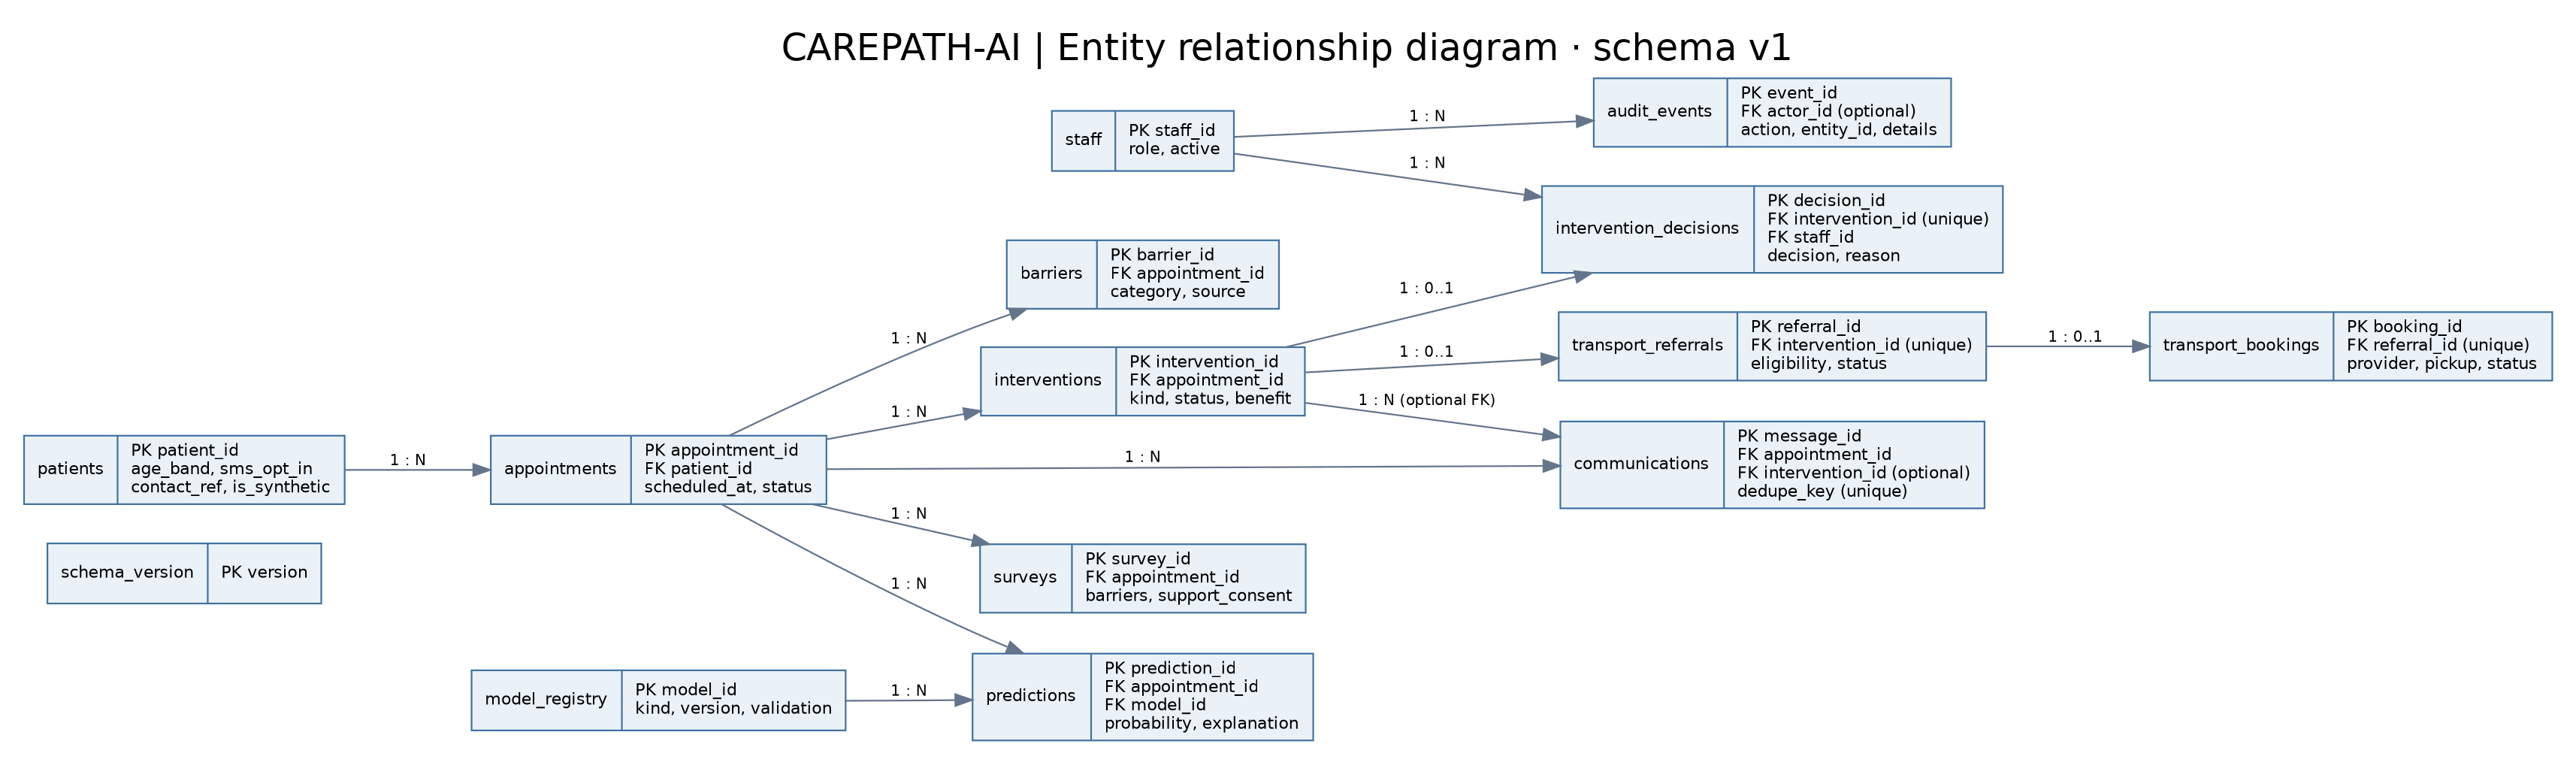 CAREPATH-AI | Entity relationship diagram · schema v1
staff
PK staff_id
role, active
1 : N
audit_events
PK event_id
FK actor_id (optional)
action, entity_id, details
1 : N
intervention_decisions
PK decision_id
FK intervention_id (unique)
FK staff_id
decision, reason
barriers
PK barrier_id
FK appointment_id
category, source
1 : N
1 : 0..1
interventions
PK intervention_id
FK appointment_id
kind, status, benefit
1 : N
1 : 0..1
transport_referrals
PK referral_id
FK intervention_id (unique)
eligibility, status
1 : 0..1
transport_bookings
PK booking_id
FK referral_id (unique)
provider, pickup, status
1 : N (optional FK)
patients
PK patient_id
age_band, sms_opt_in
contact_ref, is_synthetic
1 : N
appointments
PK appointment_id
FK patient_id
scheduled_at, status
1 : N
communications
PK message_id
FK appointment_id
FK intervention_id (optional)
dedupe_key (unique)
1 : N
schema_version
PK version
surveys
PK survey_id
FK appointment_id
barriers, support_consent
1 : N
model_registry
PK model_id
kind, version, validation
1 : N
predictions
PK prediction_id
FK appointment_id
FK model_id
probability, explanation